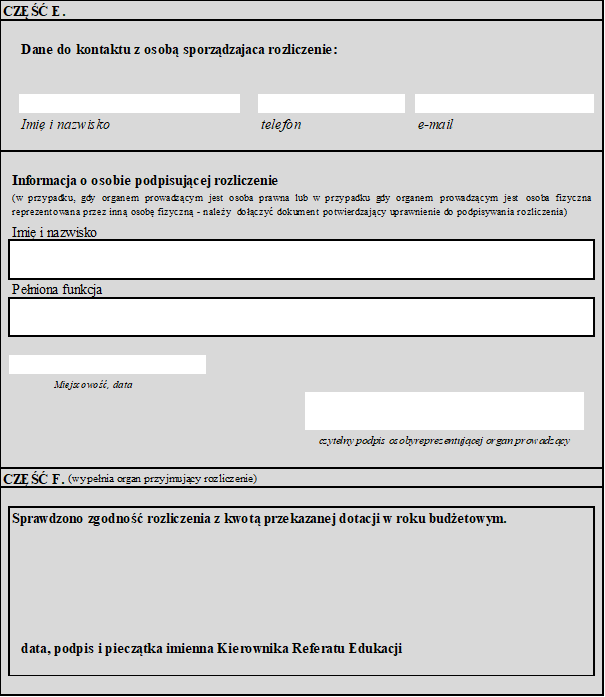 CZĘŚĆ E.
Dane do kontaktu z osobą sporządzajaca rozliczenie:
Imię i nazwisko telefon e-mail
Informacja o osobie podpisującej rozliczenie
(w przypadku, gdy organem prowadzącym jest osoba prawna lub w przypadku gdy organem prowadzącym jest osoba fizyczna
reprezentowana przez inną osobę fizyczną - należy dołączyć dokument potwierdzający uprawnienie do podpisywania rozliczenia)
Imię i nazwisko
Pełniona funkcja
Miejscowość, data
czytelny podpis osobyreprezentującej organ prowadzący
CZĘŚĆ F. (wypełnia organ przyjmujący rozliczenie)
Sprawdzono zgodność rozliczenia z kwotą przekazanej dotacji w roku budżetowym.
data, podpis i pieczątka imienna Kierownika Referatu Edukacji